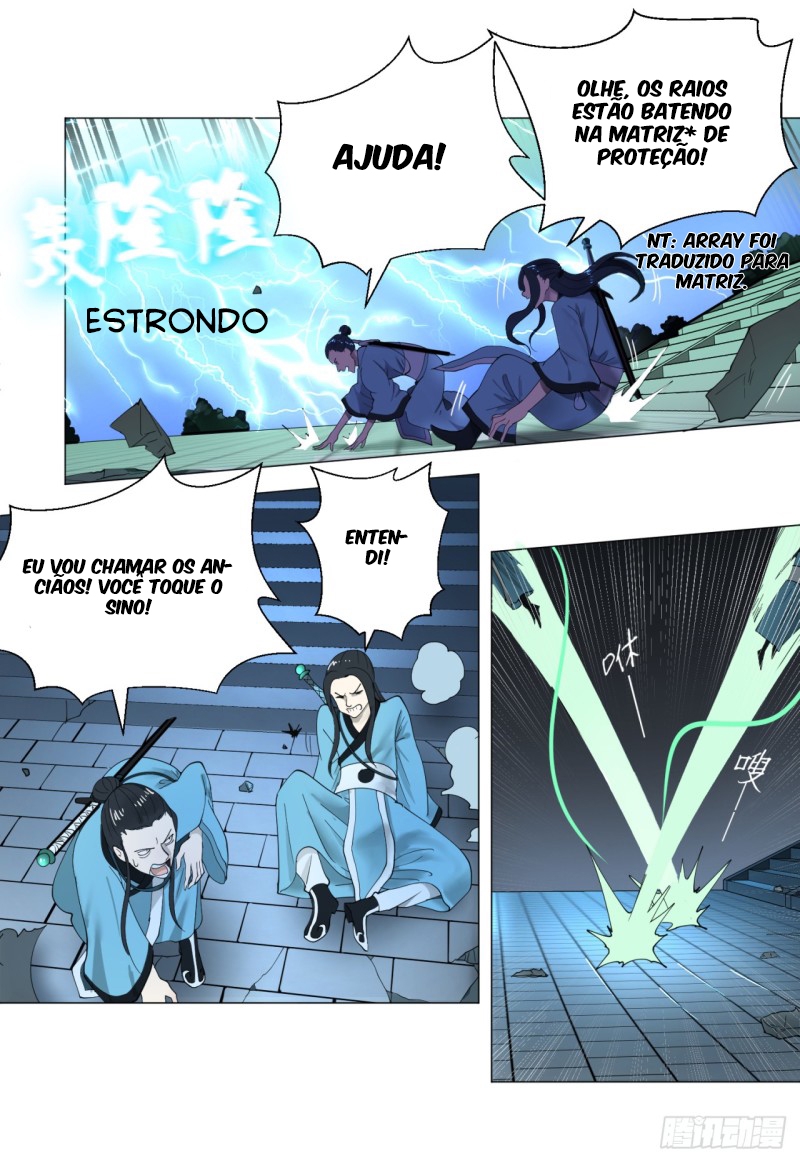 OLHE, OS RAIOS
ESTÃO BATENDO
NA MATRIZ* DE
PROTEÇÃO!
AJUDA!
NT: ARRAY FOI
TRADUZIDO PARA
MATRIZ.
轰隆隆
ESTRONDO
ENTEN-
DI!
EU VOU CHAMAR OS AN-
CIÃOS! VOCÊ TOQUE O
SINO!
咻
嗖
腾讯动漫